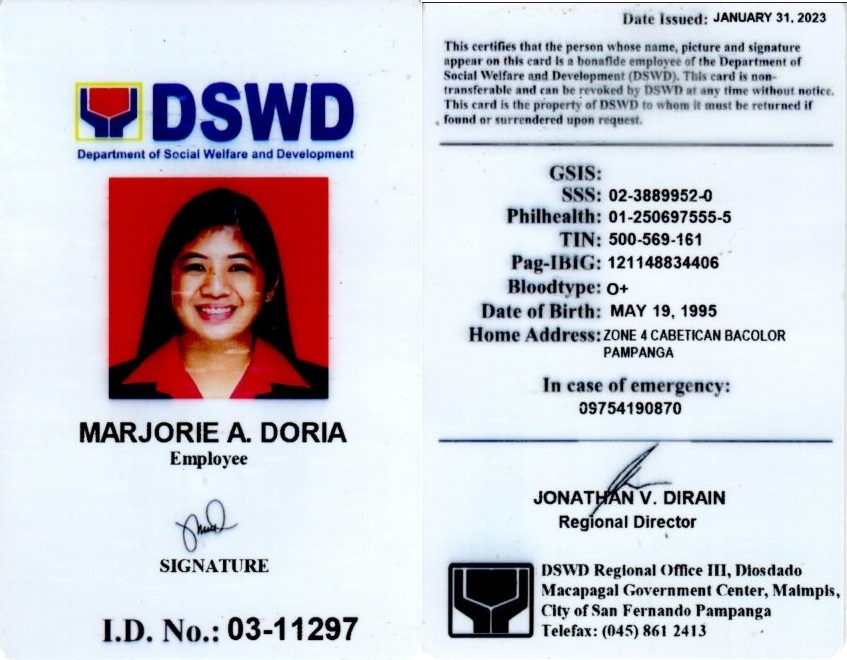 DSWD
Department of Social Welfare and Development
MARJORIE A. DORIA
Employee
SIGNATURE
I.D. No.: 03-11297
Date Issued: JANUARY 31, 2023
This certifies that the person whose name, picture and signature
appear on this card is a bonafide employee of the Department of
Social Welfare and Development (DSWD). This card is non-
transferable and can be revoked by DSWD at any time without notice.
This card is the property of DSWD to whom it must be returned if
found or surrendered upon request.
GSIS:
SSS: 02-3889952-0
Philhealth: 01-250697555-5
TIN: 500-569-161
Pag-IBIG: 121148834406
Bloodtype: O+
Date of Birth: MAY 19, 1995
Home Address: ZONE 4 CABETICAN BACOLOR
PAMPANGA
In case of emergency:
09754190870
JONATHAN V. DIRAIN
Regional Director
DSWD Regional Office III, Diosdado
Macapagal Government Center, Maimpis,
City of San Fernando Pampanga
Telefax: (045) 861 2413